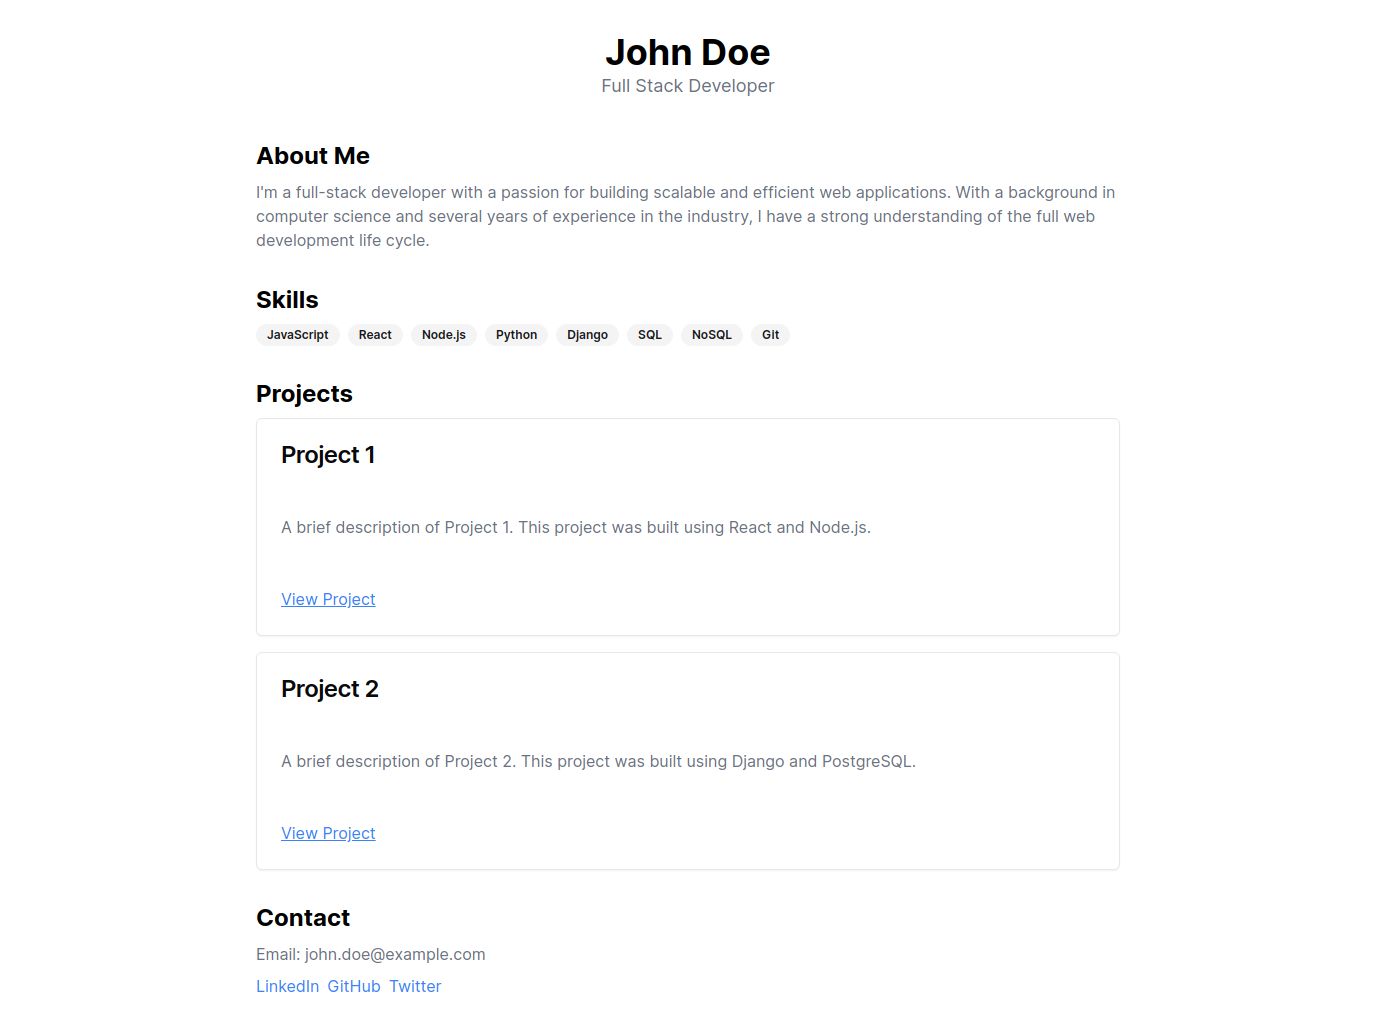 John Doe
Full Stack Developer
About Me
I'm a full-stack developer with a passion for building scalable and efficient web applications. With a background in
computer science and several years of experience in the industry, I have a strong understanding of the full web
development life cycle.
Skills
JavaScript React Node.js Python Django SQL NoSQL Git
Projects
Project 1
A brief description of Project 1. This project was built using React and Node.js.
View Project
Project 2
A brief description of Project 2. This project was built using Django and PostgreSQL.
View Project
Contact
Email: john.doe@example.com
LinkedIn GitHub Twitter